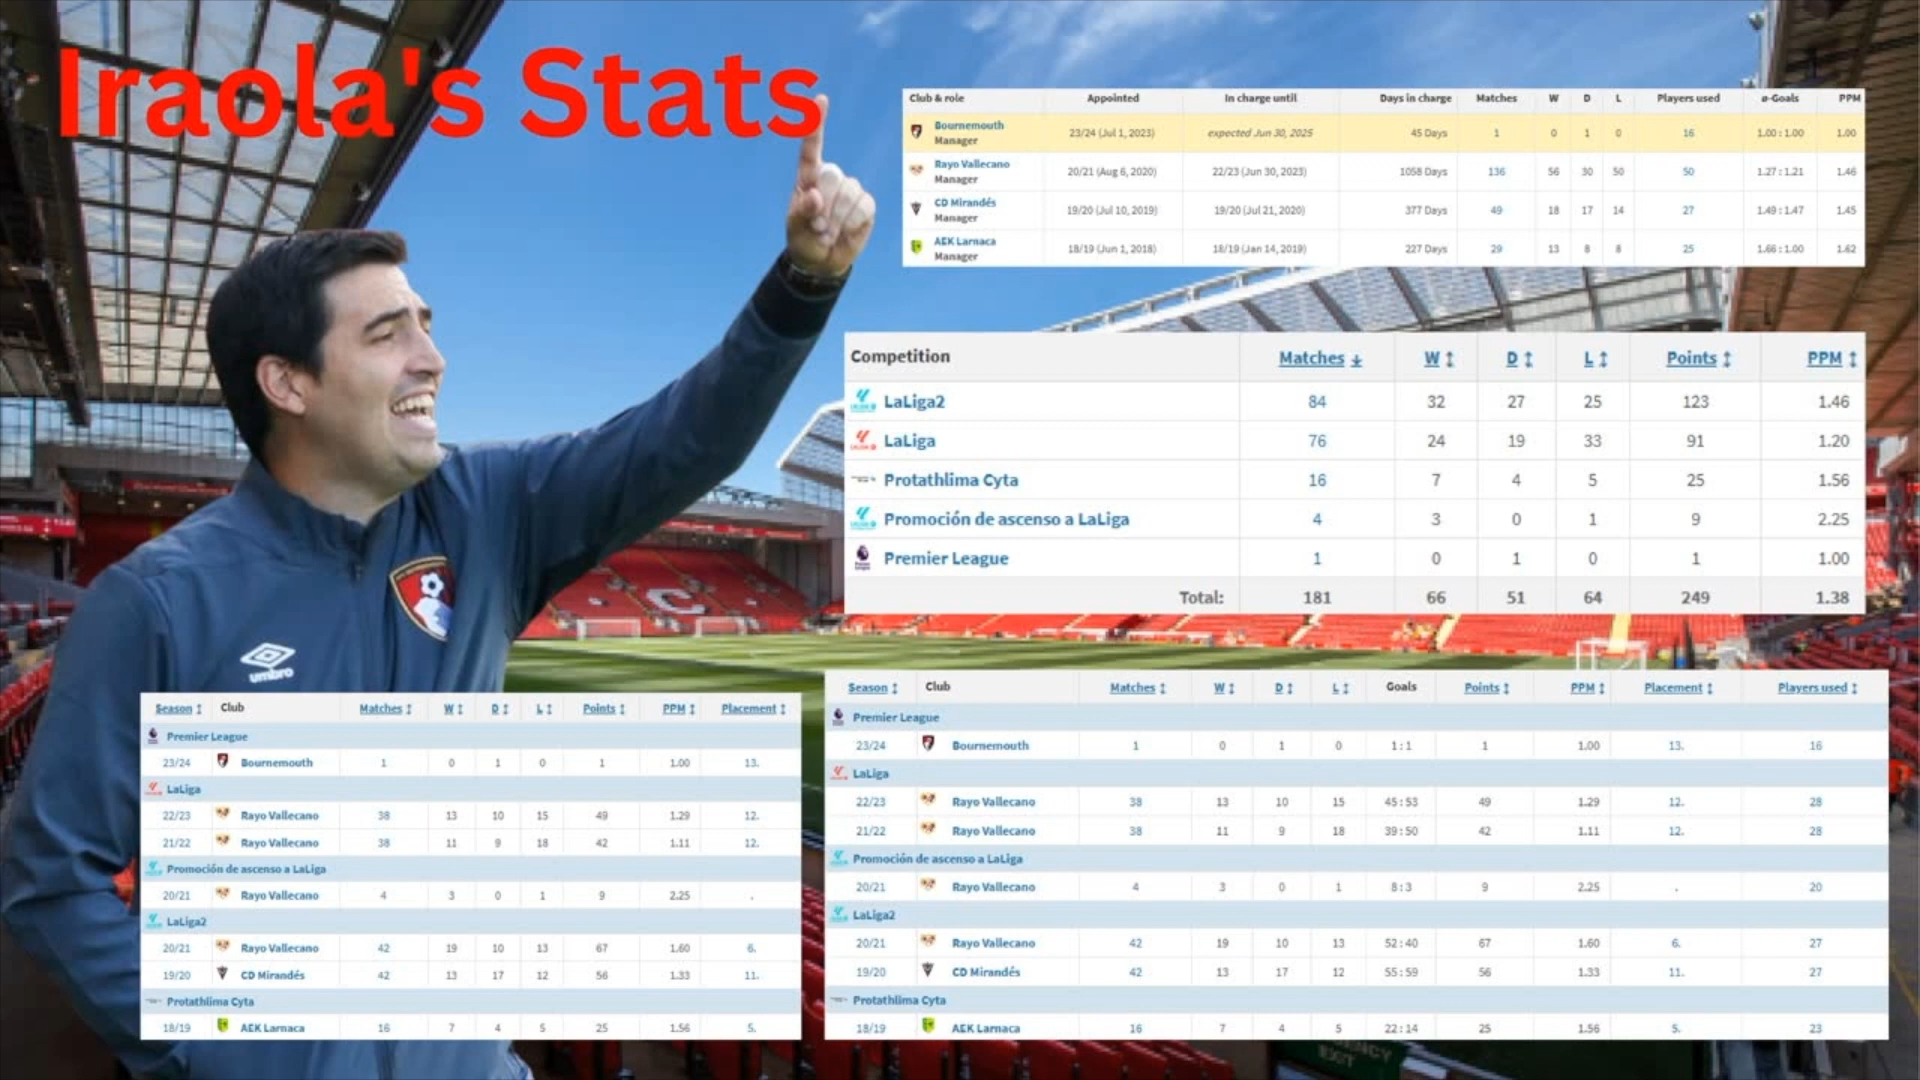 Iraola's Stats
Club & role Appointed In charge until Days in charge Matches W D L Players used ø-Goals PPM
Bournemouth
Manager 23/24 (Jul 1, 2023) expected Jun 30, 2025 45 Days 1 0 1 0 16 1.00 : 1.00 1.00
Rayo Vallecano
Manager 20/21 (Aug 6, 2020) 22/23 (Jun 30, 2023) 1058 Days 136 56 30 50 50 1.27 : 1.21 1.46
CD Mirandés
Manager 19/20 (Jul 10, 2019) 19/20 (Jul 21, 2020) 377 Days 49 18 17 14 27 1.49 : 1.47 1.45
AEK Larnaca
Manager 18/19 (Jun 1, 2018) 18/19 (Jan 14, 2019) 227 Days 29 13 8 8 25 1.66 : 1.00 1.62
Competition Matches W D L Points PPM
LaLiga2 84 32 27 25 123 1.46
LaLiga 76 24 19 33 91 1.20
Protathlima Cyta 16 7 4 5 25 1.56
Promoción de ascenso a LaLiga 4 3 0 1 9 2.25
Premier League 1 0 1 0 1 1.00
Total: 181 66 51 64 249 1.38
umbro
Season Club Matches W D L Points PPM Placement
Premier League
23/24 Bournemouth 1 0 1 0 1 1.00 13.
LaLiga
22/23 Rayo Vallecano 38 13 10 15 49 1.29 12.
21/22 Rayo Vallecano 38 11 9 18 42 1.11 12.
Promoción de ascenso a LaLiga
20/21 Rayo Vallecano 4 3 0 1 9 2.25 .
LaLiga2
20/21 Rayo Vallecano 42 19 10 13 67 1.60 6.
19/20 CD Mirandés 42 13 17 12 56 1.33 11.
Protathlima Cyta
18/19 AEK Larnaca 16 7 4 5 25 1.56 5.
Season Club Matches W D L Goals Points PPM Placement Players used
Premier League
23/24 Bournemouth 1 0 1 0 1:1 1 1.00 13. 16
LaLiga
22/23 Rayo Vallecano 38 13 10 15 45:53 49 1.29 12. 28
21/22 Rayo Vallecano 38 11 9 18 39:50 42 1.11 12. 28
Promoción de ascenso a LaLiga
20/21 Rayo Vallecano 4 3 0 1 8:3 9 2.25 . 20
LaLiga2
20/21 Rayo Vallecano 42 19 10 13 52:40 67 1.60 6. 27
19/20 CD Mirandés 42 13 17 12 55:59 56 1.33 11. 27
Protathlima Cyta
18/19 AEK Larnaca 16 7 4 5 22:14 25 1.56 5. 23
EXIT